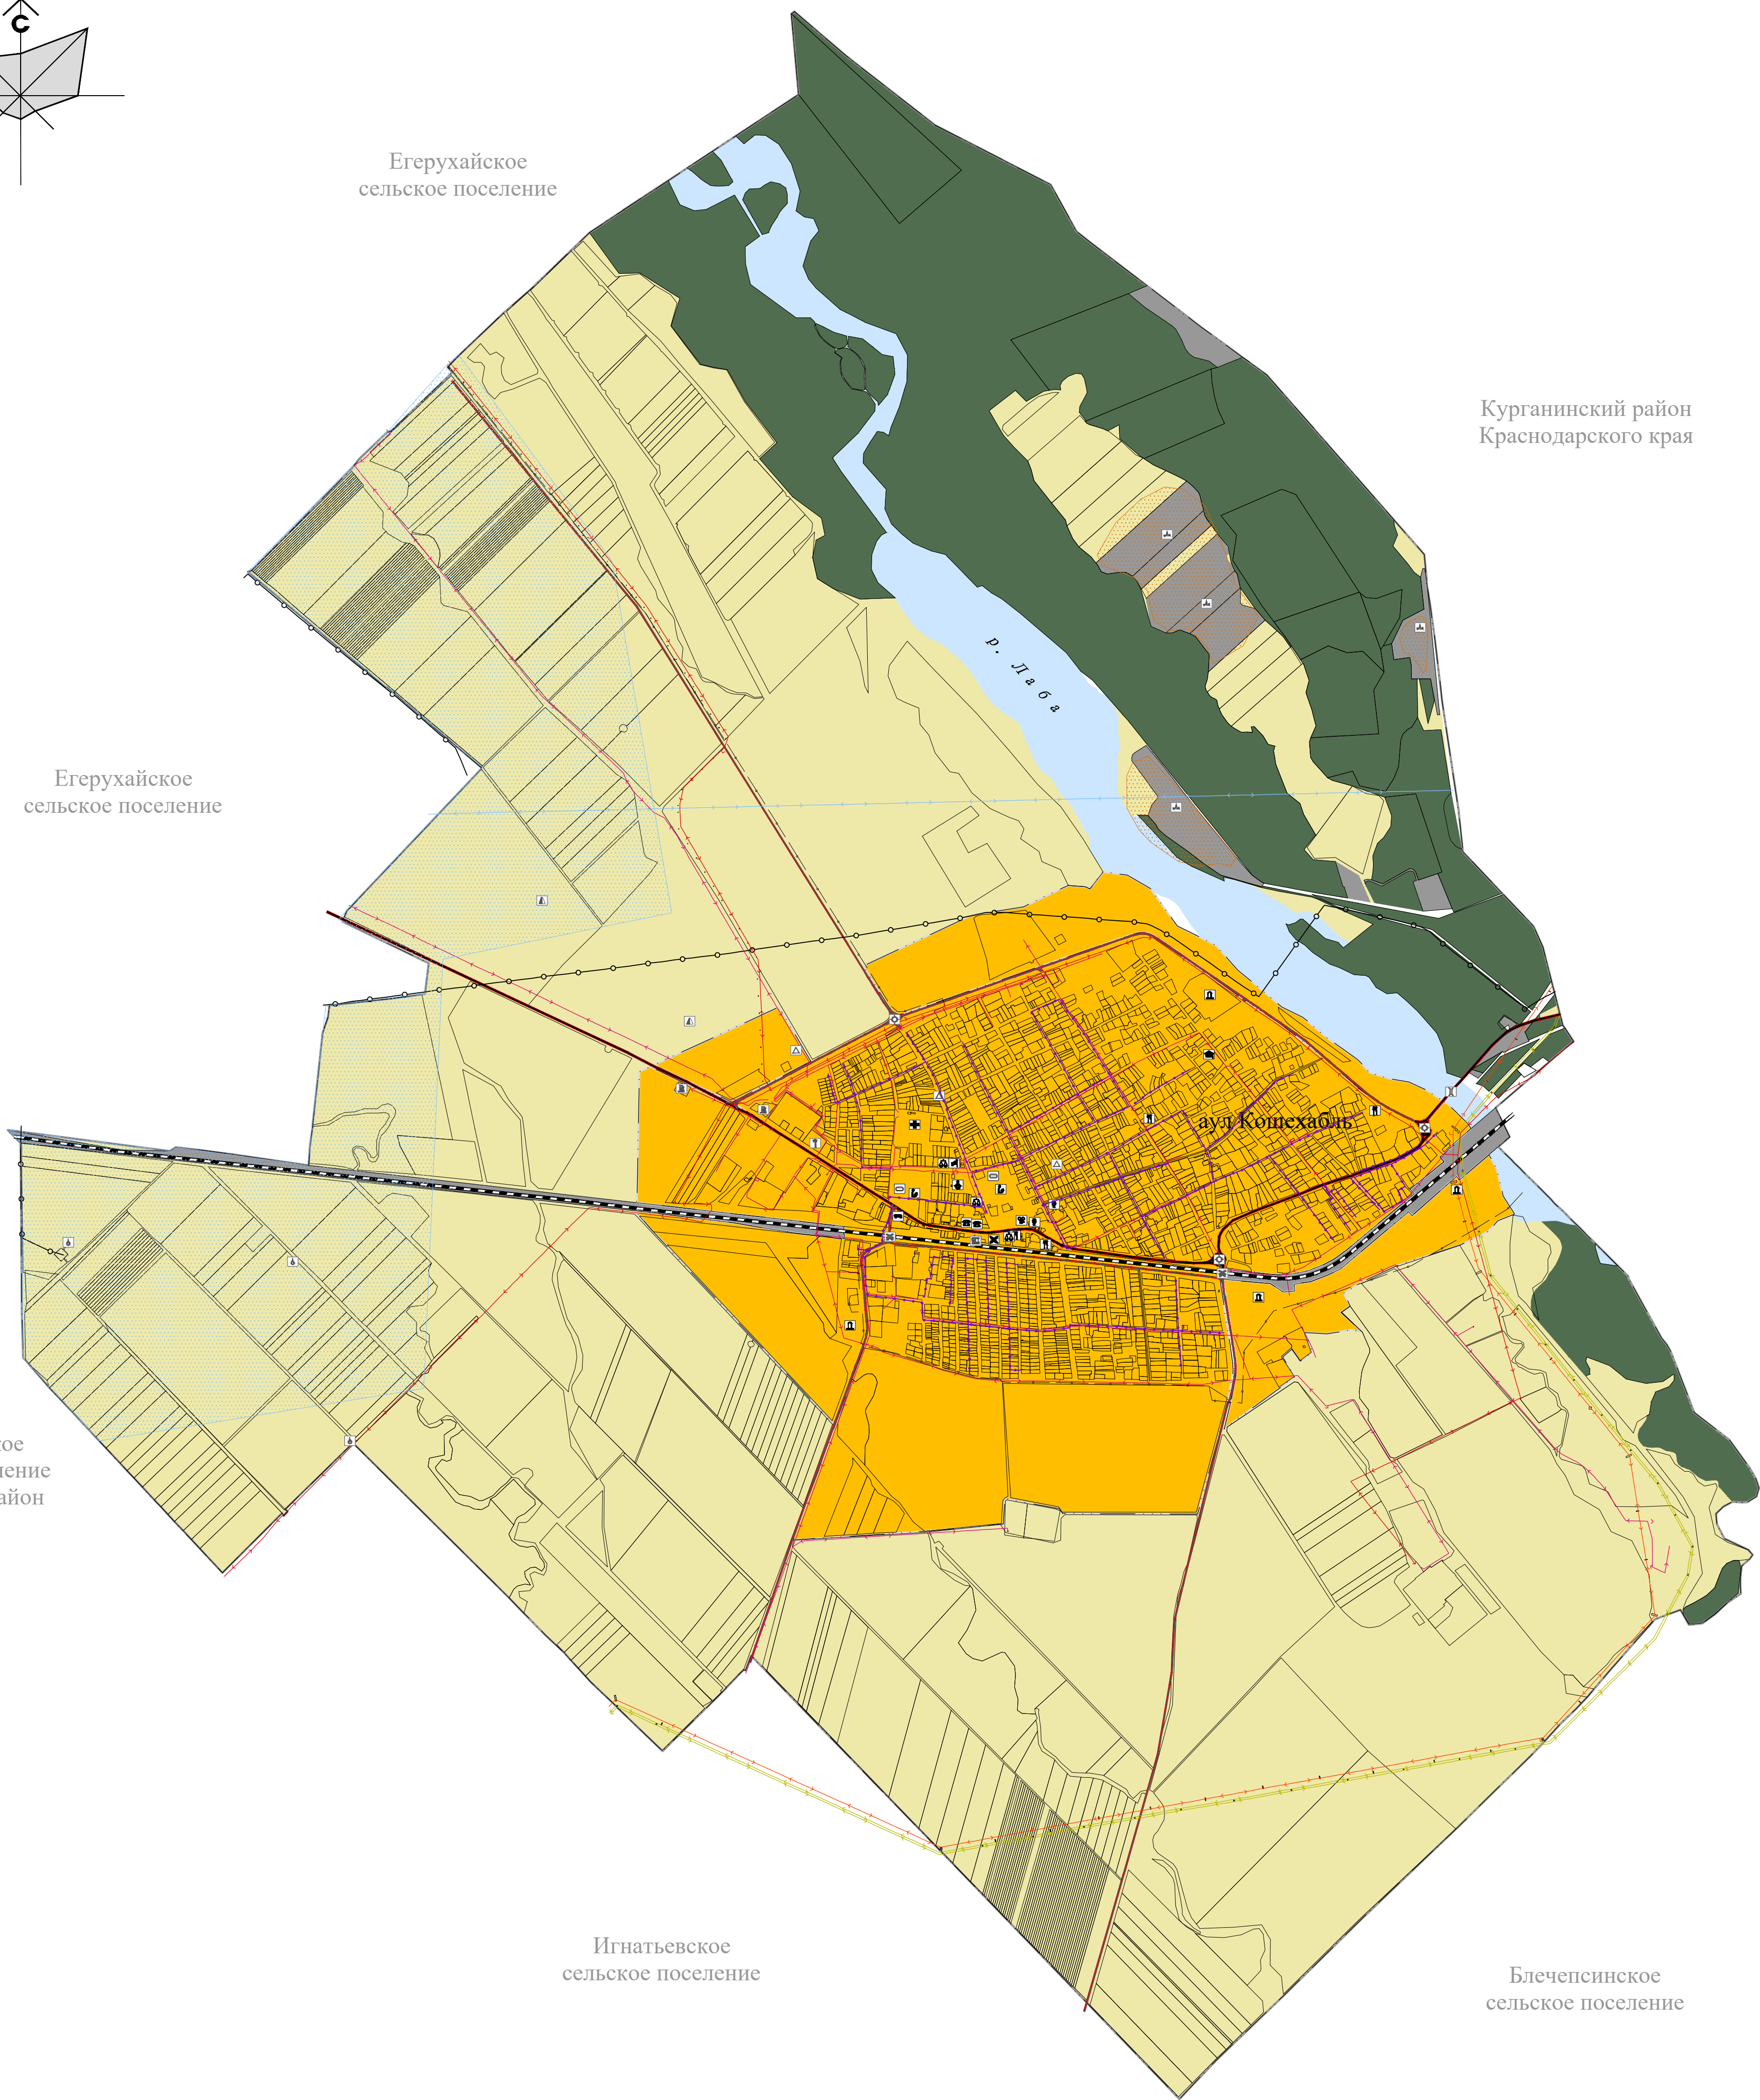 С
Егерухайское
сельское поселение
Курганинский район
Краснодарского края
р. Лаба
Егерухайское
сельское поселение
аул Кошехабль
ое
ление
айон
Игнатьевское
сельское поселение
Блечепсинское
сельское поселение